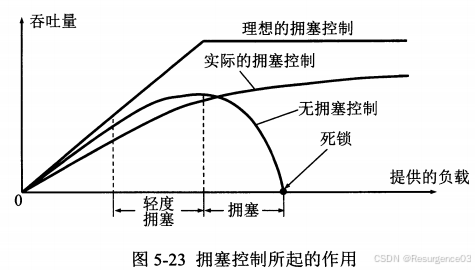 吞吐量
理想的拥塞控制
实际的拥塞控制
无拥塞控制
死锁
提供的负载
0
轻度
拥塞
拥塞
图 5-23 拥塞控制所起的作用
CSDN @Resurgence03